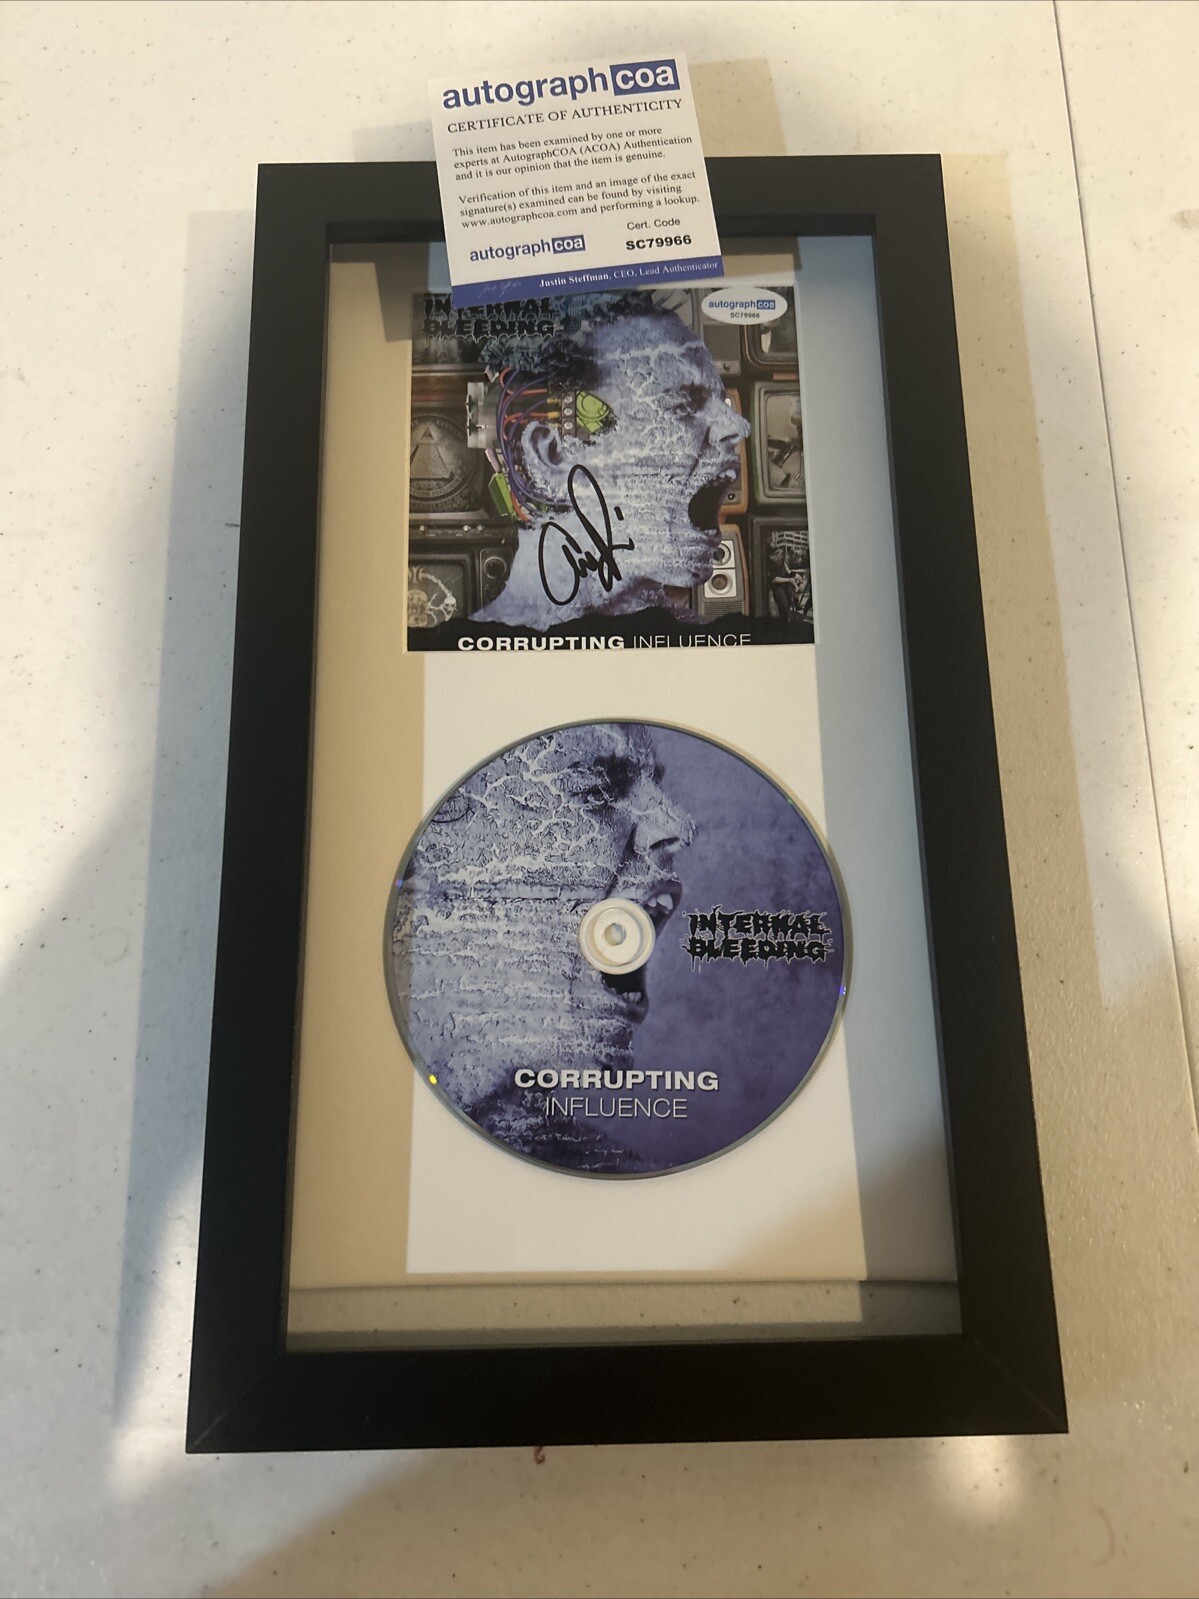 autographcoa
CERTIFICATE OF AUTHENTICITY
This item has been examined by one or more
experts at AutographCOA (ACOA) Authentication
and it is our opinion that the item is genuine.
Verification of this item and an image of the exact
signature(s) examined can be found by visiting
www.autographcoa.com and performing a lookup.
autographcoa
Cert. Code
SC79966
Justin Steffman, CEO, Lead Authenticator
INTERNAL
BLEEDING
autographcoa
SC79966
CORRUPTING INFLUENCE
INTERNAL
BLEEDING
CORRUPTING
INFLUENCE